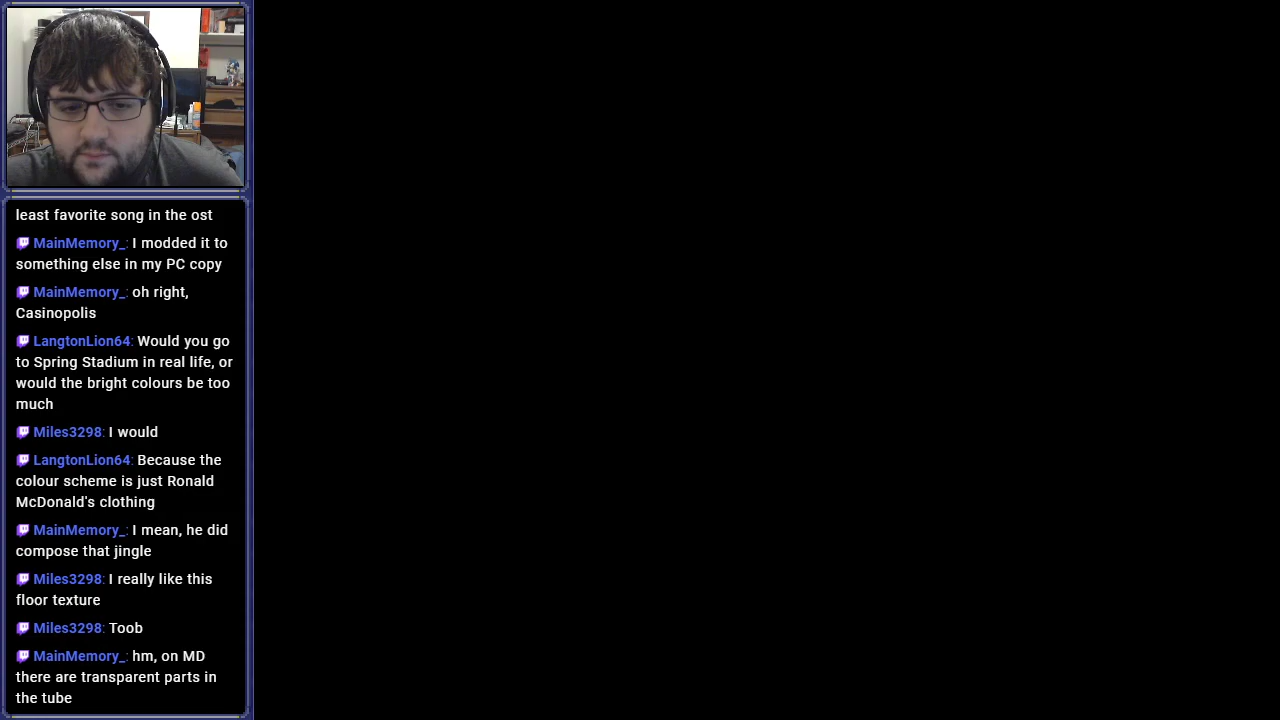 least favorite song in the ost
MainMemory_: I modded it to
something else in my PC copy
MainMemory_: oh right,
Casinopolis
LangtonLion64: Would you go
to Spring Stadium in real life, or
would the bright colours be too
much
Miles3298: I would
LangtonLion64: Because the
colour scheme is just Ronald
McDonald's clothing
MainMemory_: I mean, he did
compose that jingle
Miles3298: I really like this
floor texture
Miles3298: Toob
MainMemory_: hm, on MD
there are transparent parts in
the tube